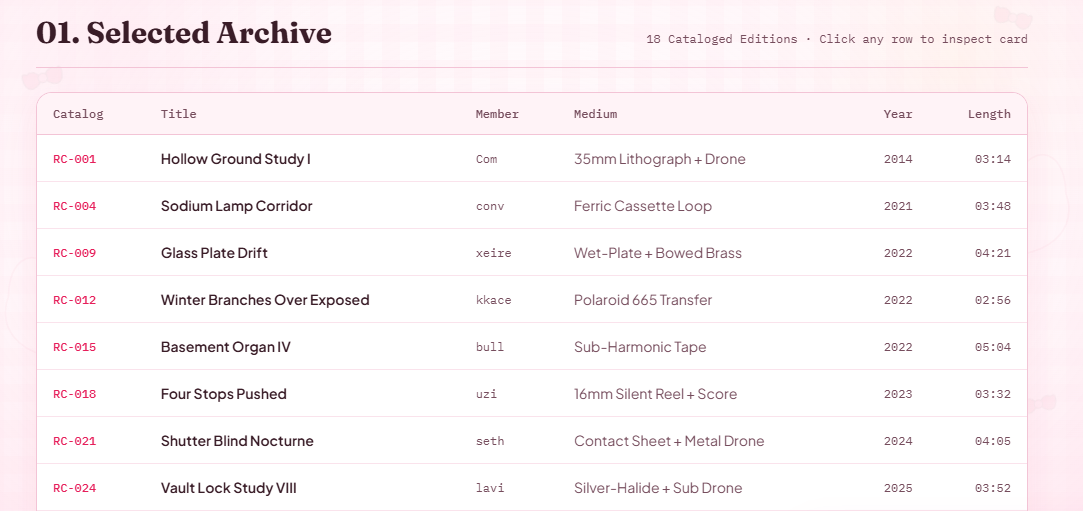 01. Selected Archive
18 Cataloged Editions · Click any row to inspect card
Catalog Title Member Medium Year Length
RC-001 Hollow Ground Study I Com 35mm Lithograph + Drone 2014 03:14
RC-004 Sodium Lamp Corridor conv Ferric Cassette Loop 2021 03:48
RC-009 Glass Plate Drift xeire Wet-Plate + Bowed Brass 2022 04:21
RC-012 Winter Branches Over Exposed kkace Polaroid 665 Transfer 2022 02:56
RC-015 Basement Organ IV bull Sub-Harmonic Tape 2022 05:04
RC-018 Four Stops Pushed uzi 16mm Silent Reel + Score 2023 03:32
RC-021 Shutter Blind Nocturne seth Contact Sheet + Metal Drone 2024 04:05
RC-024 Vault Lock Study VIII lavi Silver-Halide + Sub Drone 2025 03:52